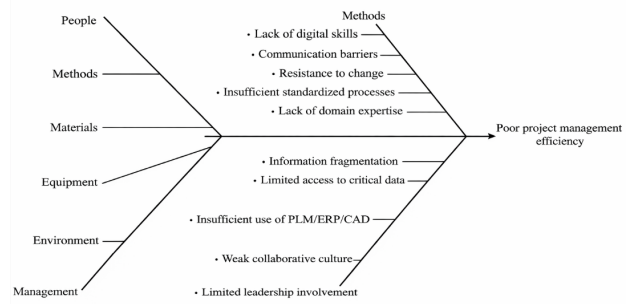 People
Methods
Materials
Equipment
Environment
Management
Methods
• Lack of digital skills
• Communication barriers
• Resistance to change
• Insufficient standardized processes
• Lack of domain expertise
• Information fragmentation
• Limited access to critical data
• Insufficient use of PLM/ERP/CAD
• Weak collaborative culture
• Limited leadership involvement
Poor project management
efficiency